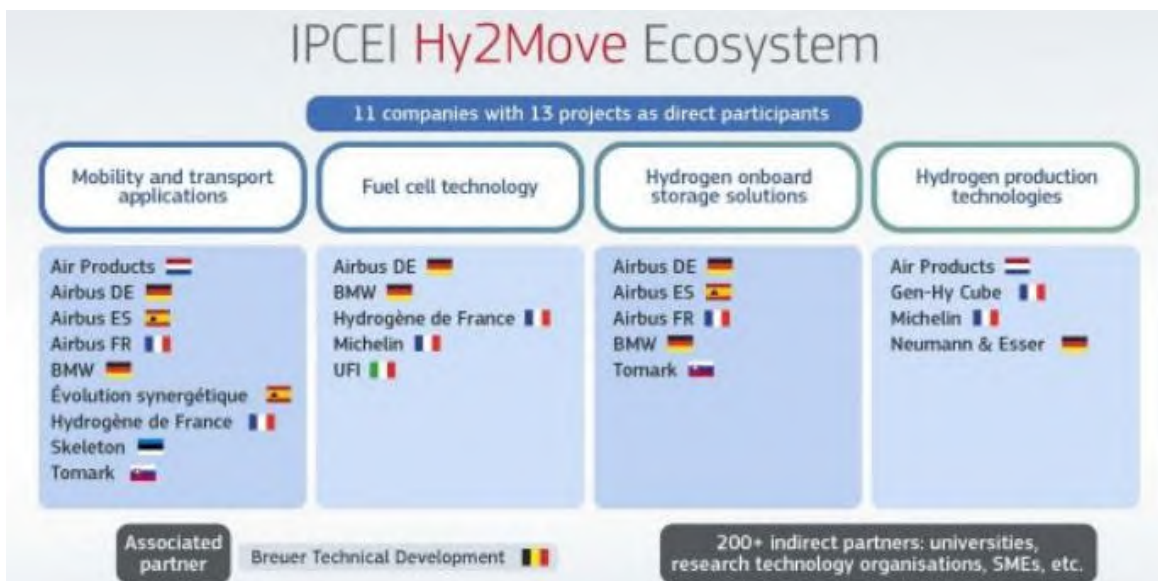 IPCEI Hy2Move Ecosystem
11 companies with 13 projects as direct participants
Mobility and transport
applications
Fuel cell technology
Hydrogen onboard
storage solutions
Hydrogen production
technologies
Air Products
Airbus DE
Airbus ES
Airbus FR
BMW
Évolution synergétique
Hydrogène de France
Skeleton
Tomark
Airbus DE
BMW
Hydrogène de France
Michelin
UFI
Airbus DE
Airbus ES
Airbus FR
BMW
Tomark
Air Products
Gen-Hy Cube
Michelin
Neumann & Esser
Associated
partner
Breuer Technical Development
200+ indirect partners: universities,
research technology organisations, SMEs, etc.